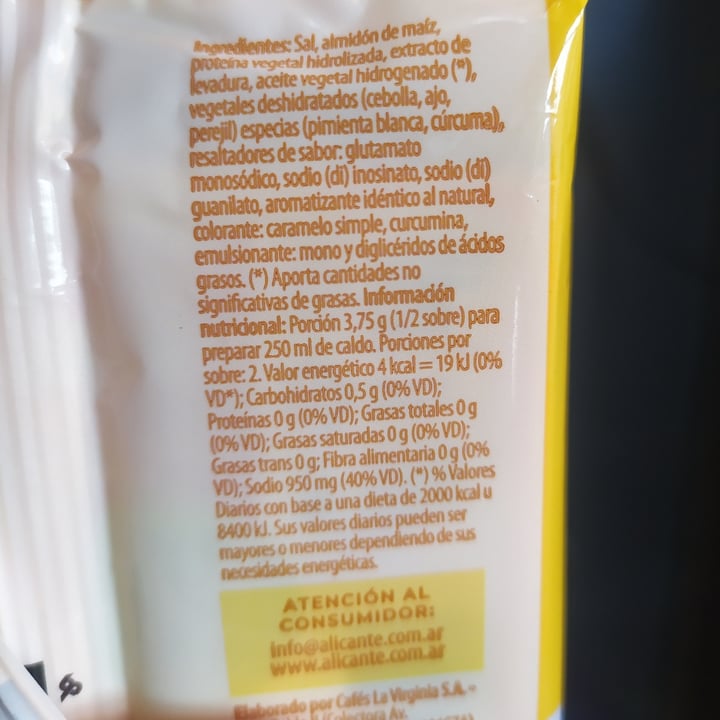 Ingredientes: Sal, almidón de maíz,
proteína vegetal hidrolizada, extracto de
levadura, aceite vegetal hidrogenado (*),
vegetales deshidratados (cebolla, ajo,
perejil) especias (pimienta blanca, cúrcuma),
resaltadores de sabor: glutamato
monosódico, sodio (di) inosinato, sodio (di)
guanilato, aromatizante idéntico al natural,
colorante: caramelo simple, curcumina,
emulsionante: mono y diglicéridos de ácidos
grasos. (*) Aporta cantidades no
significativas de grasas. Información
nutricional: Porción 3,75 g (1/2 sobre) para
preparar 250 ml de caldo. Porciones por
sobre: 2. Valor energético 4 kcal = 19 kJ (0%
VD*); Carbohidratos 0,5 g (0% VD);
Proteínas 0 g (0% VD); Grasas totales 0 g
(0% VD); Grasas saturadas 0 g (0% VD);
Grasas trans 0 g; Fibra alimentaria 0 g (0%
VD); Sodio 950 mg (40% VD). (*) % Valores
Diarios con base a una dieta de 2000 kcal u
8400 kJ. Sus valores diarios pueden ser
mayores o menores dependiendo de sus
necesidades energéticas.
ATENCIÓN AL
CONSUMIDOR:
info@alicante.com.ar
www.alicante.com.ar
Elaborado por Cafés La Virginia S.A. -
(Colectora Av.